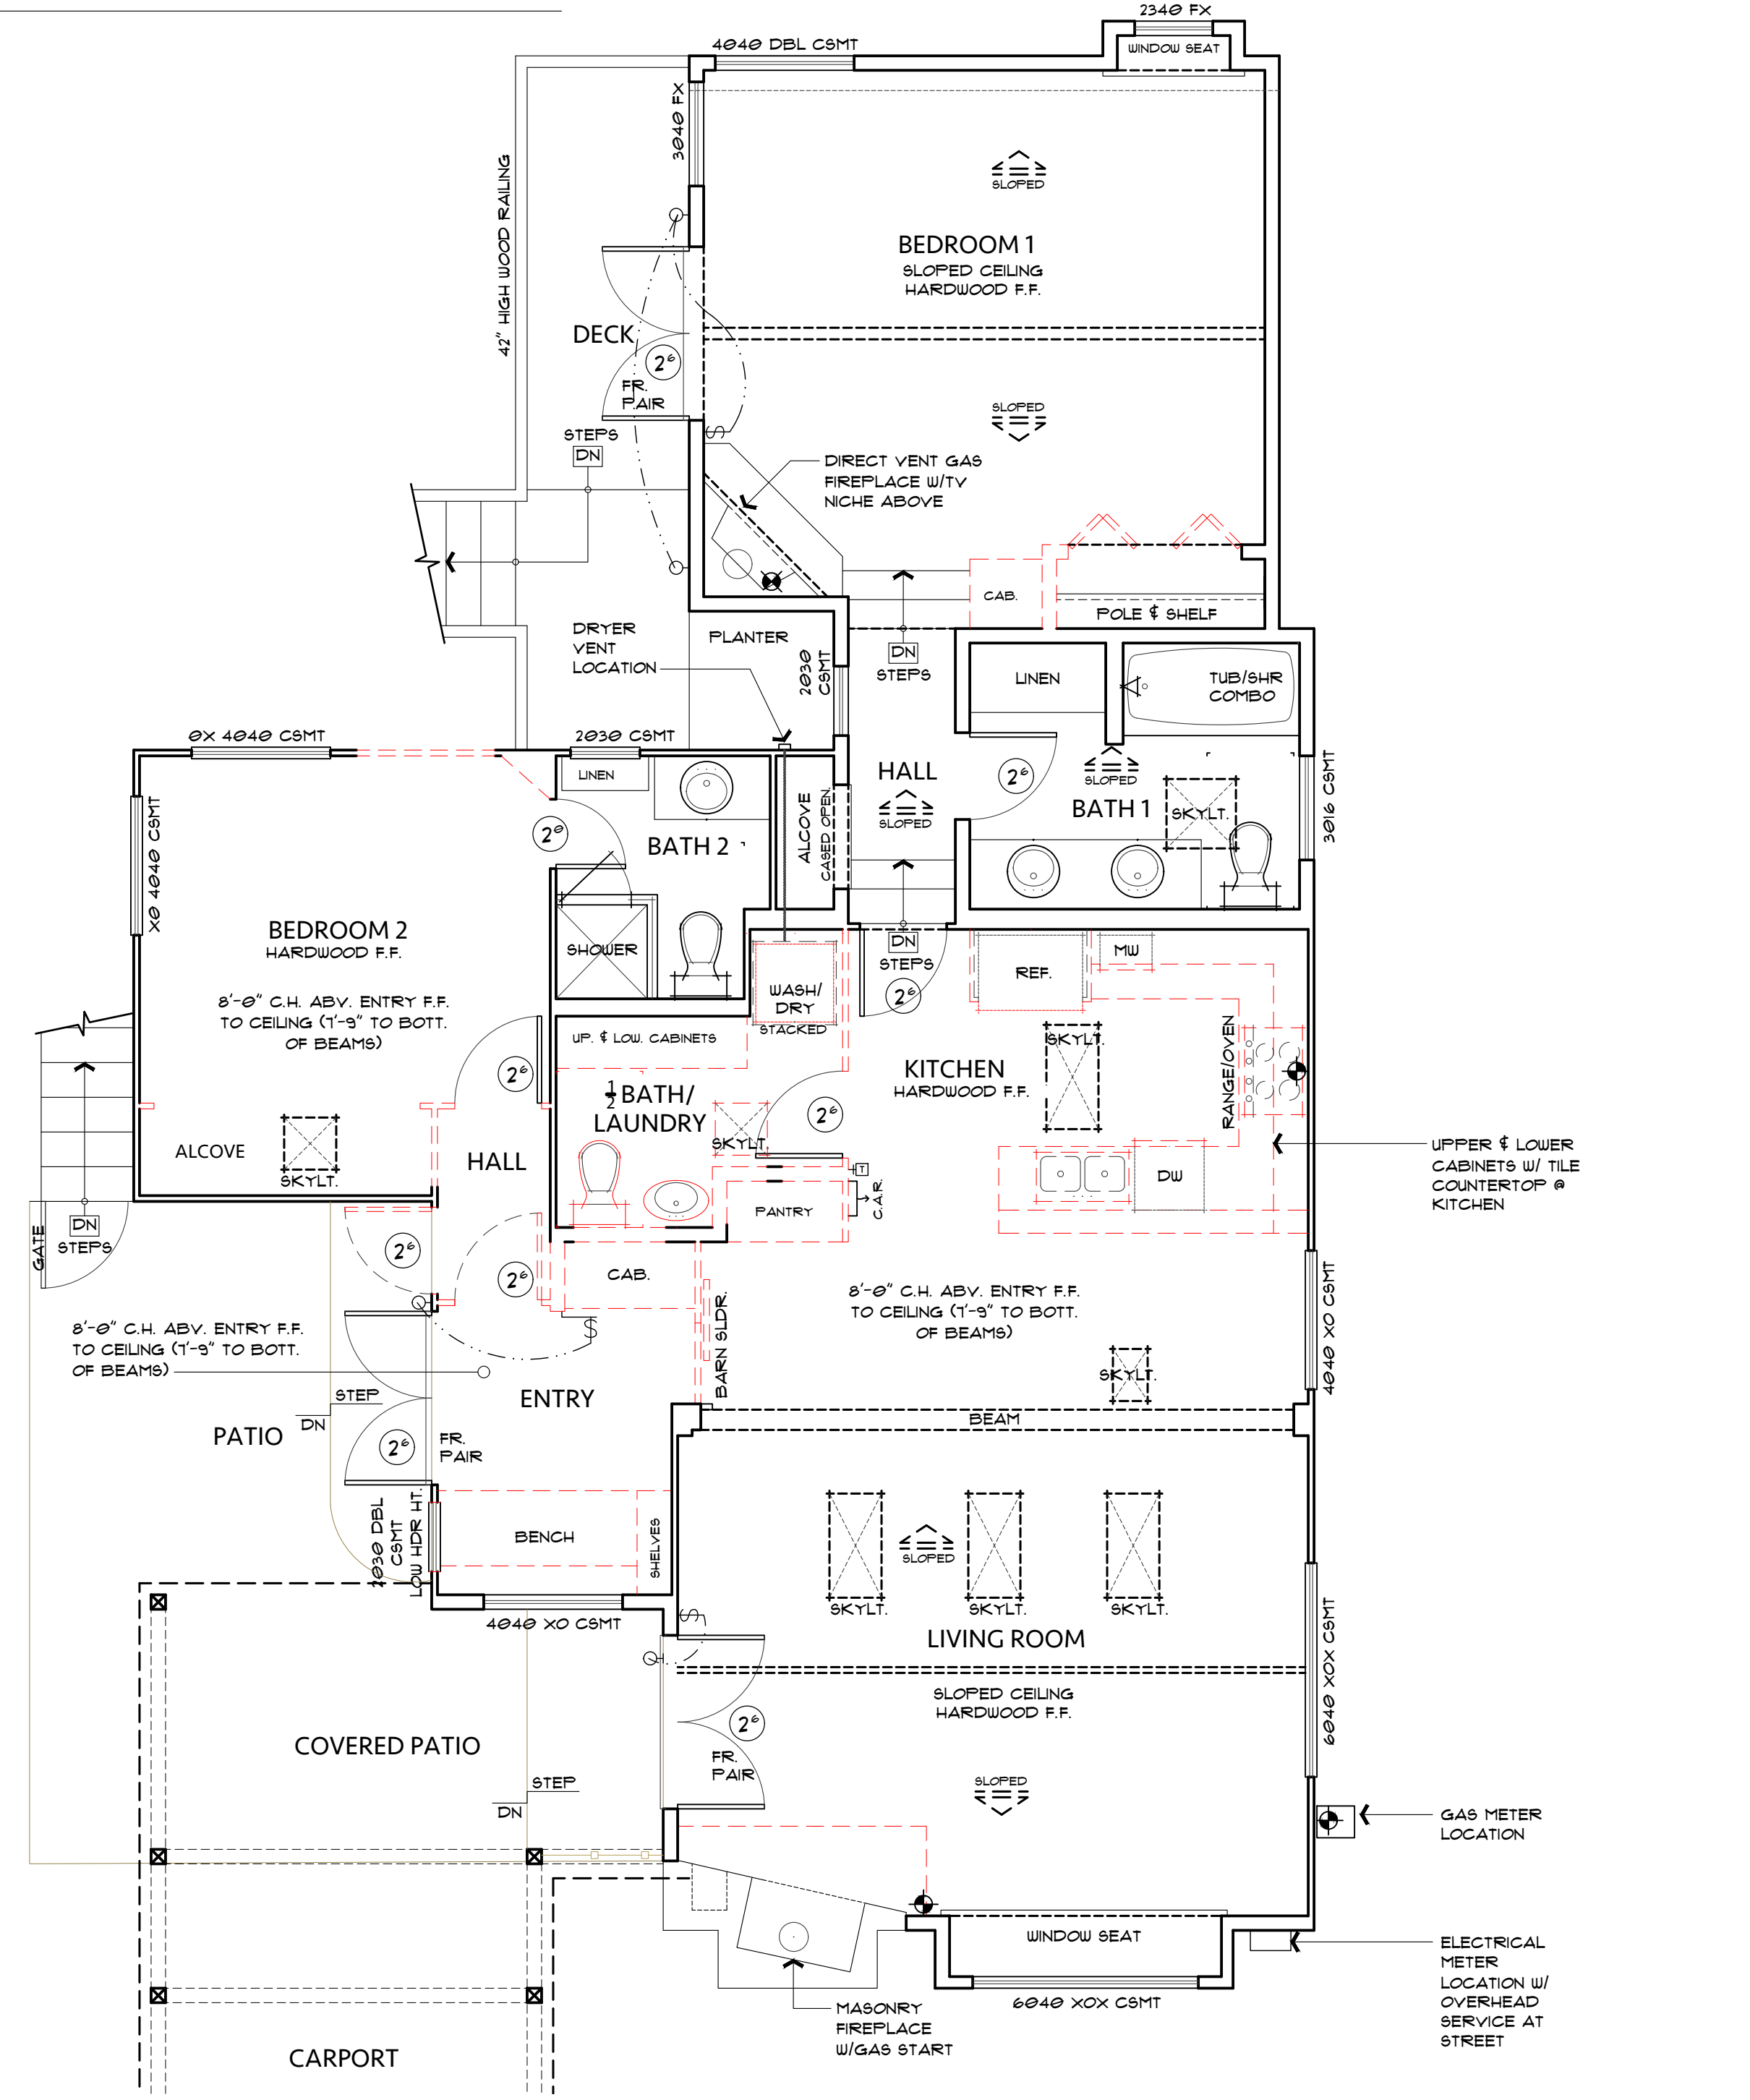 2340 FX
4040 DBL CSMT
WINDOW SEAT
3040 FX
42" HIGH WOOD RAILING
SLOPED
BEDROOM 1
SLOPED CEILING
HARDWOOD F.F.
DECK
2⁶
FR.
PAIR
SLOPED
STEPS
DN
DIRECT VENT GAS
FIREPLACE W/TV
NICHE ABOVE
CAB.
POLE & SHELF
DRYER
VENT
LOCATION
PLANTER
2030
CSMT
DN
STEPS
LINEN
TUB/SHR
COMBO
0X 4040 CSMT
2030 CSMT
LINEN
HALL
SLOPED
2⁶
SLOPED
BATH 1
SKYLT.
3016 CSMT
X0 4040 CSMT
2⁰
BATH 2
ALCOVE
CASED OPEN.
BEDROOM 2
HARDWOOD F.F.
SHOWER
DN
STEPS
2⁶
REF.
MW
8'-0" C.H. ABV. ENTRY F.F.
TO CEILING (7'-9" TO BOTT.
OF BEAMS)
WASH/
DRY
STACKED
UP. & LOW. CABINETS
SKYLT.
KITCHEN
HARDWOOD F.F.
RANGE/OVEN
2⁶
1/2 BATH/
LAUNDRY
2⁶
SKYLT.
ALCOVE
SKYLT.
HALL
T
C.A.R.
PANTRY
DW
UPPER & LOWER
CABINETS W/ TILE
COUNTERTOP @
KITCHEN
GATE
DN
STEPS
2⁶
2⁶
CAB.
BARN SLDR.
8'-0" C.H. ABV. ENTRY F.F.
TO CEILING (7'-9" TO BOTT.
OF BEAMS)
4040 XO CSMT
8'-0" C.H. ABV. ENTRY F.F.
TO CEILING (7'-9" TO BOTT.
OF BEAMS)
SKYLT.
STEP
DN
ENTRY
PATIO
2⁶
FR.
PAIR
BEAM
2030 DBL
CSMT
LOW HDR HT.
BENCH
SHELVES
SLOPED
SKYLT.
SKYLT.
SKYLT.
4040 XO CSMT
LIVING ROOM
6040 XOX CSMT
SLOPED CEILING
HARDWOOD F.F.
2⁶
FR.
PAIR
COVERED PATIO
STEP
DN
SLOPED
GAS METER
LOCATION
WINDOW SEAT
ELECTRICAL
METER
LOCATION W/
OVERHEAD
SERVICE AT
STREET
6040 XOX CSMT
MASONRY
FIREPLACE
W/GAS START
CARPORT